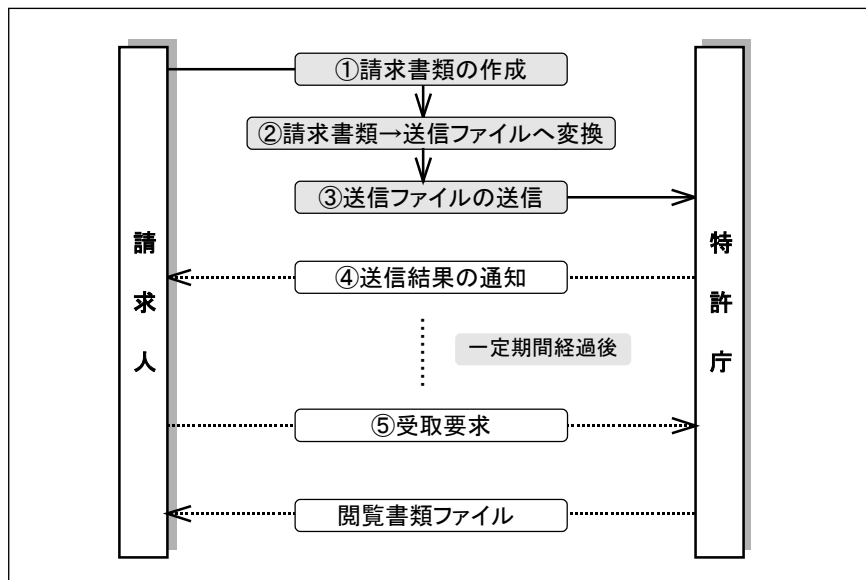 ①請求書類の作成
②請求書類→送信ファイルへ変換
③送信ファイルの送信
請求人
特許庁
④送信結果の通知
一定期間経過後
⑤受取要求
閲覧書類ファイル